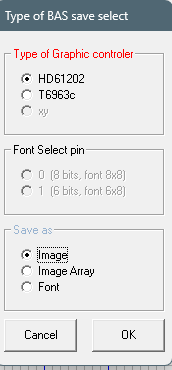 Type of BAS save select
Type of Graphic controler
HD61202
T6963c
xy
Font Select pin
0 (8 bits, font 8x8)
1 (6 bits, font 6x8)
Save as
Image
Image Array
Font
Cancel
OK